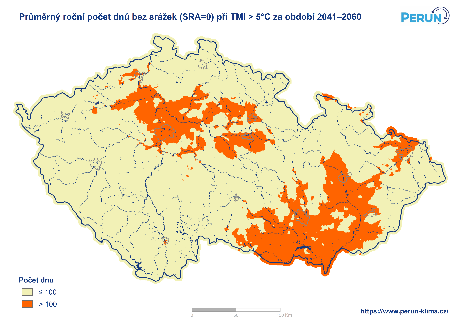 Průměrný roční počet dnů bez srážek (SRA=0) při TMI > 5°C za období 2041–2060
PERUN
Počet dnů
≤ 100
> 100
https://www.perun-klima.cz/